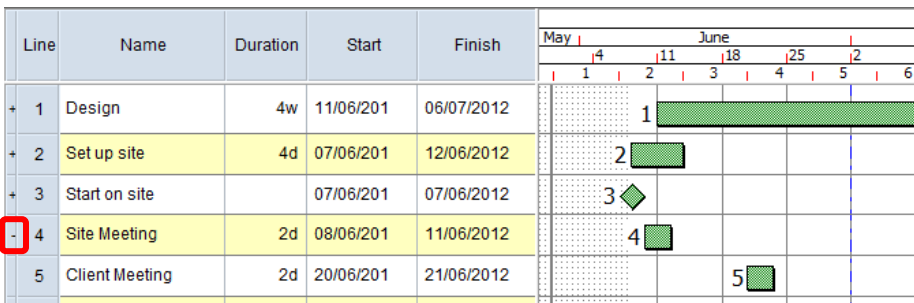 Line Name Duration Start Finish
May June
4 11 18 25 2
1 2 3 4 5 6
+ 1 Design 4w 11/06/201 06/07/2012 1
+ 2 Set up site 4d 07/06/201 12/06/2012 2
+ 3 Start on site 07/06/201 07/06/2012 3
- 4 Site Meeting 2d 08/06/201 11/06/2012 4
5 Client Meeting 2d 20/06/201 21/06/2012 5